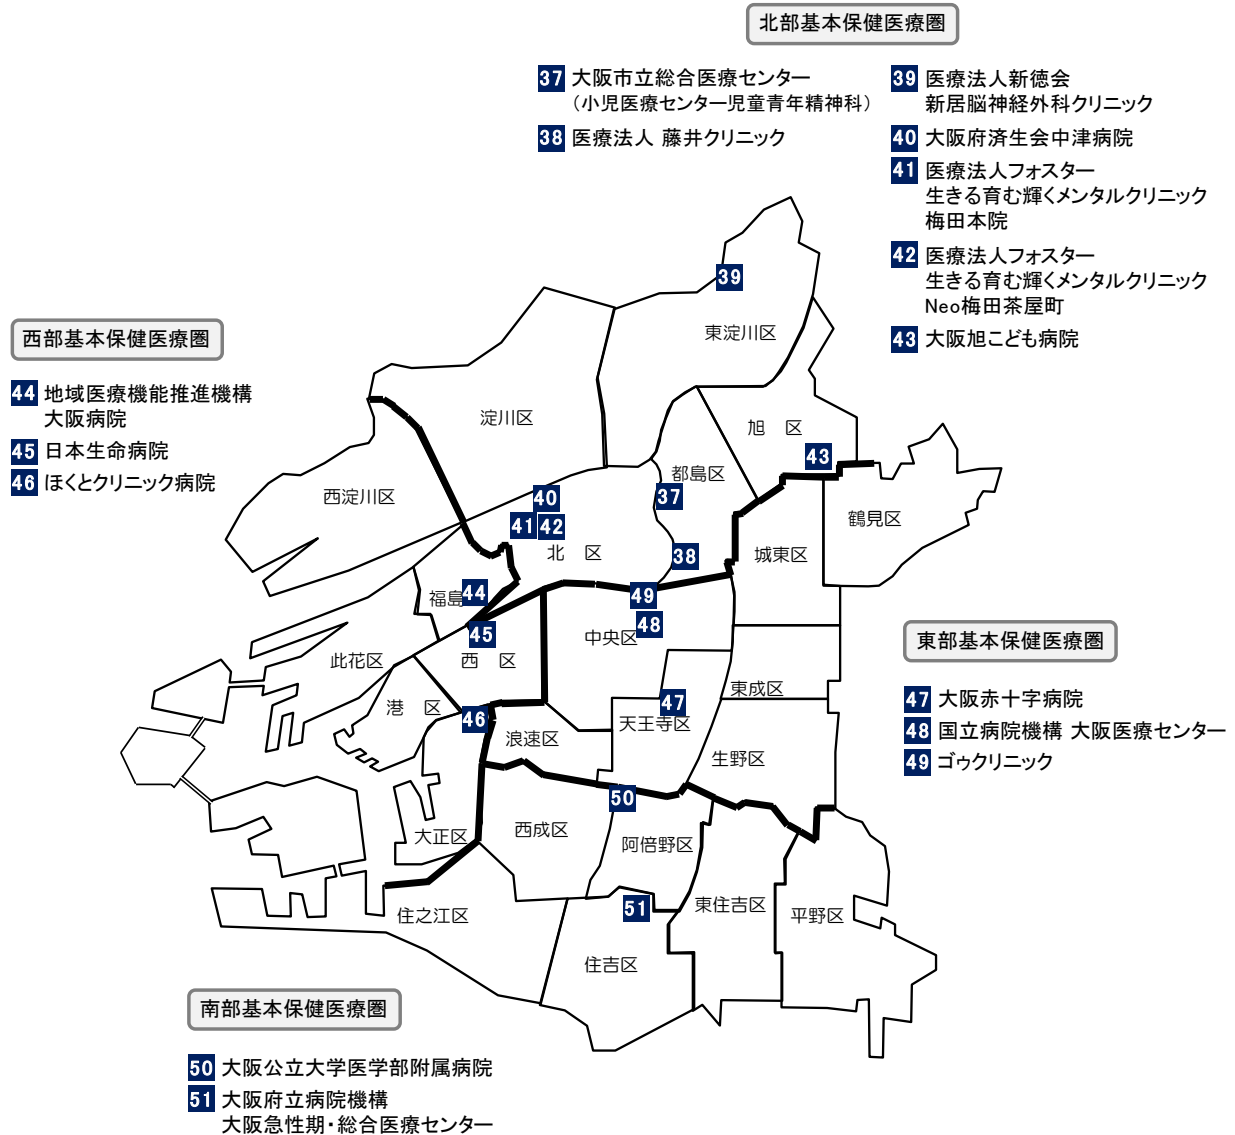 北部基本保健医療圏
37 大阪市立総合医療センター
（小児医療センター児童青年精神科）
38 医療法人 藤井クリニック
39 医療法人新徳会
新居脳神経外科クリニック
40 大阪府済生会中津病院
41 医療法人フォスター
生きる育む輝くメンタルクリニック
梅田本院
42 医療法人フォスター
生きる育む輝くメンタルクリニック
Neo梅田茶屋町
43 大阪旭こども病院
西部基本保健医療圏
44 地域医療機能推進機構
大阪病院
45 日本生命病院
46 ほくとクリニック病院
39
東淀川区
淀川区
旭 区
43
都島区
西淀川区
40
37
41 42
鶴見区
北 区
38
城東区
福島
44
49
48
中央区
45
西 区
此花区
東成区
港 区
47
46
天王寺区
浪速区
生野区
50
西成区
大正区
阿倍野区
51
東住吉区
平野区
住之江区
住吉区
東部基本保健医療圏
47 大阪赤十字病院
48 国立病院機構 大阪医療センター
49 ゴゥクリニック
南部基本保健医療圏
50 大阪公立大学医学部附属病院
51 大阪府立病院機構
大阪急性期・総合医療センター